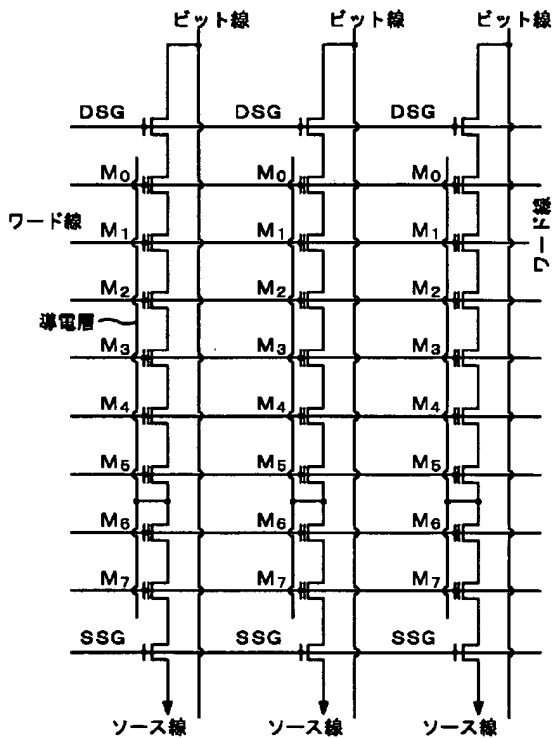 ビット線 ビット線 ビット線
DSG DSG DSG
M0 M0 M0
ワード線
M1 M1 M1
ワード線
M2 M2 M2
導電層
M3 M3 M3
M4 M4 M4
M5 M5 M5
M6 M6 M6
M7 M7 M7
SSG SSG SSG
ソース線 ソース線 ソース線